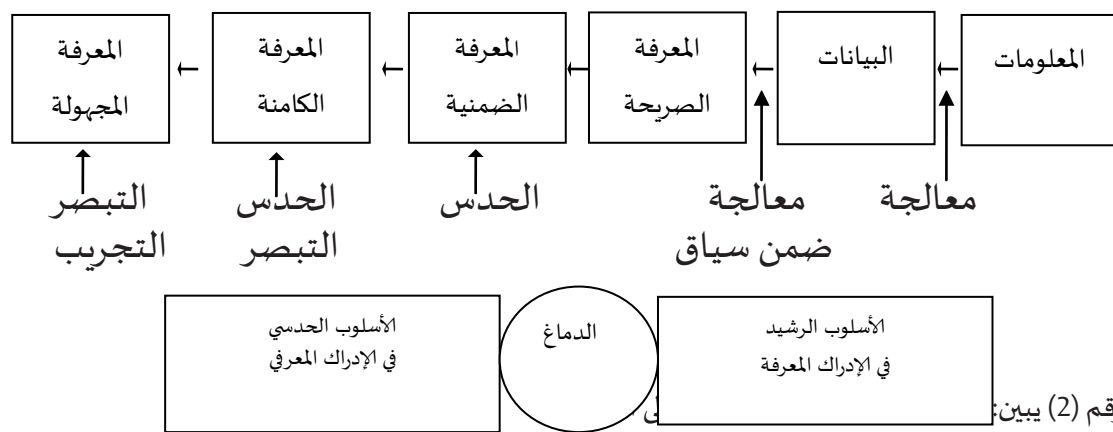 المعلومات
البيانات
المعرفة
الصريحة
المعرفة
الضمنية
المعرفة
الكامنة
المعرفة
المجهولة
معالجة
معالجة
ضمن سياق
الحدس
الحدس
التبصر
التبصر
التجريب
الأسلوب الرشيد
في الإدراك المعرفة
الدماغ
الأسلوب الحدسي
في الإدراك المعرفي
(2) يبين: